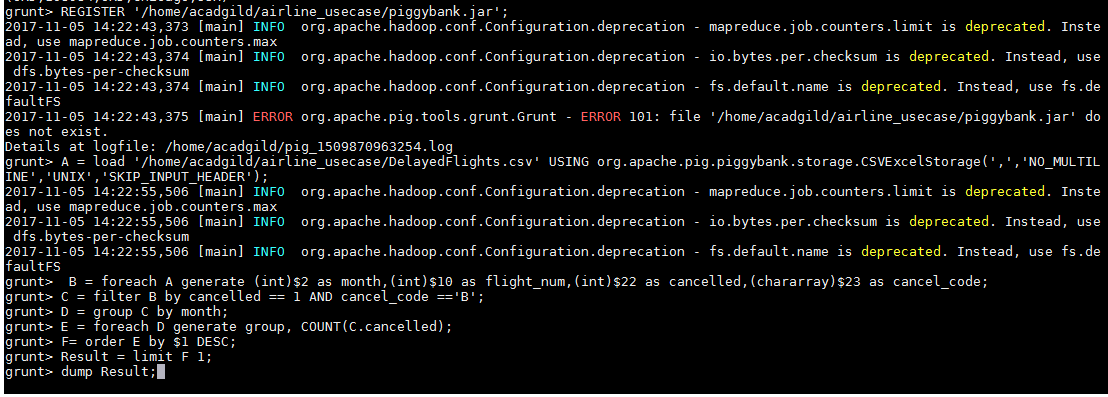 grunt> REGISTER '/home/acadgild/airline_usecase/piggybank.jar';
2017-11-05 14:22:43,373 [main] INFO  org.apache.hadoop.conf.Configuration.deprecation - mapreduce.job.counters.limit is deprecated. Inste
ad, use mapreduce.job.counters.max
2017-11-05 14:22:43,374 [main] INFO  org.apache.hadoop.conf.Configuration.deprecation - io.bytes.per.checksum is deprecated. Instead, use
 dfs.bytes-per-checksum
2017-11-05 14:22:43,374 [main] INFO  org.apache.hadoop.conf.Configuration.deprecation - fs.default.name is deprecated. Instead, use fs.de
faultFS
2017-11-05 14:22:43,375 [main] ERROR org.apache.pig.tools.grunt.Grunt - ERROR 101: file '/home/acadgild/airline_usecase/piggybank.jar' do
es not exist.
Details at logfile: /home/acadgild/pig_1509870963254.log
grunt> A = load '/home/acadgild/airline_usecase/DelayedFlights.csv' USING org.apache.pig.piggybank.storage.CSVExcelStorage(',','NO_MULTIL
INE','UNIX','SKIP_INPUT_HEADER');
2017-11-05 14:22:55,506 [main] INFO  org.apache.hadoop.conf.Configuration.deprecation - mapreduce.job.counters.limit is deprecated. Inste
ad, use mapreduce.job.counters.max
2017-11-05 14:22:55,506 [main] INFO  org.apache.hadoop.conf.Configuration.deprecation - io.bytes.per.checksum is deprecated. Instead, use
 dfs.bytes-per-checksum
2017-11-05 14:22:55,506 [main] INFO  org.apache.hadoop.conf.Configuration.deprecation - fs.default.name is deprecated. Instead, use fs.de
faultFS
grunt>  B = foreach A generate (int)$2 as month,(int)$10 as flight_num,(int)$22 as cancelled,(chararray)$23 as cancel_code;
grunt> C = filter B by cancelled == 1 AND cancel_code =='B';
grunt> D = group C by month;
grunt> E = foreach D generate group, COUNT(C.cancelled);
grunt> F= order E by $1 DESC;
grunt> Result = limit F 1;
grunt> dump Result;